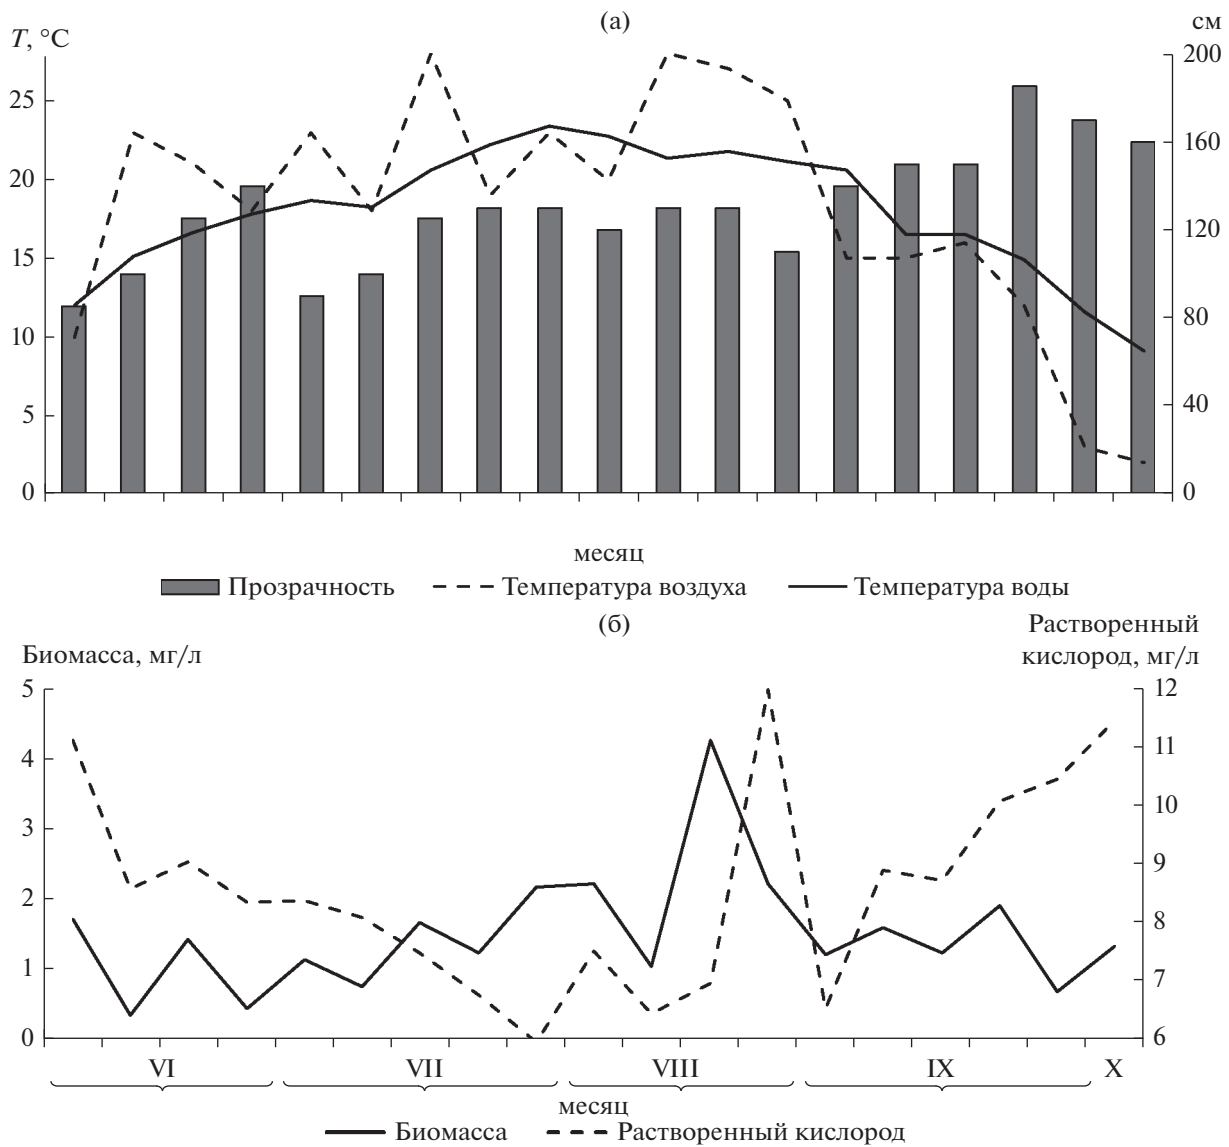 (а)
T, °C
см
25
20
15
10
5
0
200
160
120
80
40
0
месяц
Прозрачность Температура воздуха Температура воды
(б)
Биомасса, мг/л
Растворенный
кислород, мг/л
5
4
3
2
1
0
12
11
10
9
8
7
6
VI VII VIII IX X
месяц
Биомасса Растворенный кислород